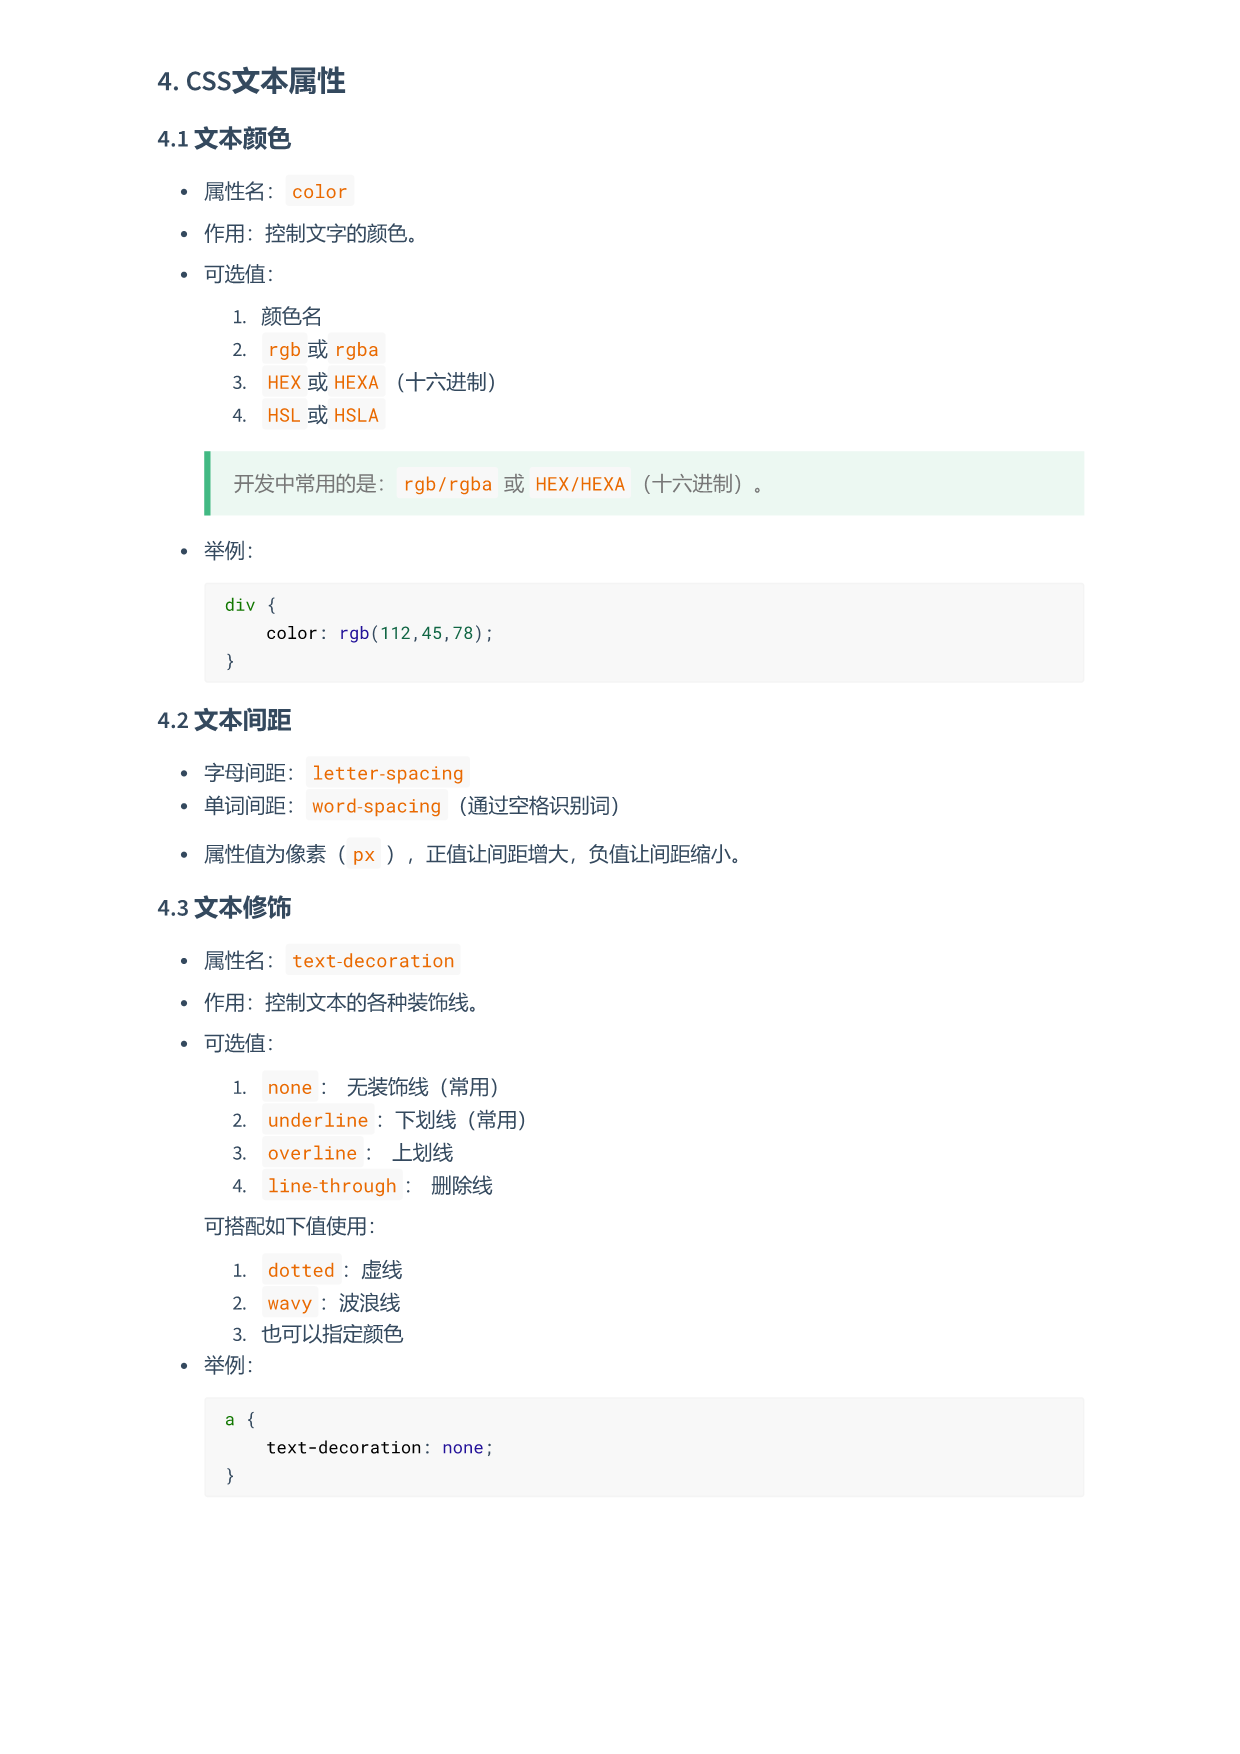 4. CSS文本属性
4.1 文本颜色
• 属性名：color
• 作用：控制文字的颜色。
• 可选值：
1. 颜色名
2. rgb 或 rgba
3. HEX 或 HEXA （十六进制）
4. HSL 或 HSLA
开发中常用的是： rgb/rgba 或 HEX/HEXA （十六进制）。
• 举例：
div {
    color: rgb(112,45,78);
}
4.2 文本间距
• 字母间距：letter-spacing
• 单词间距：word-spacing （通过空格识别词）
• 属性值为像素（ px ），正值让间距增大，负值让间距缩小。
4.3 文本修饰
• 属性名：text-decoration
• 作用：控制文本的各种装饰线。
• 可选值：
1. none ： 无装饰线（常用）
2. underline ：下划线（常用）
3. overline ： 上划线
4. line-through ： 删除线
可搭配如下值使用：
1. dotted ：虚线
2. wavy ：波浪线
3. 也可以指定颜色
• 举例：
a {
    text-decoration: none;
}